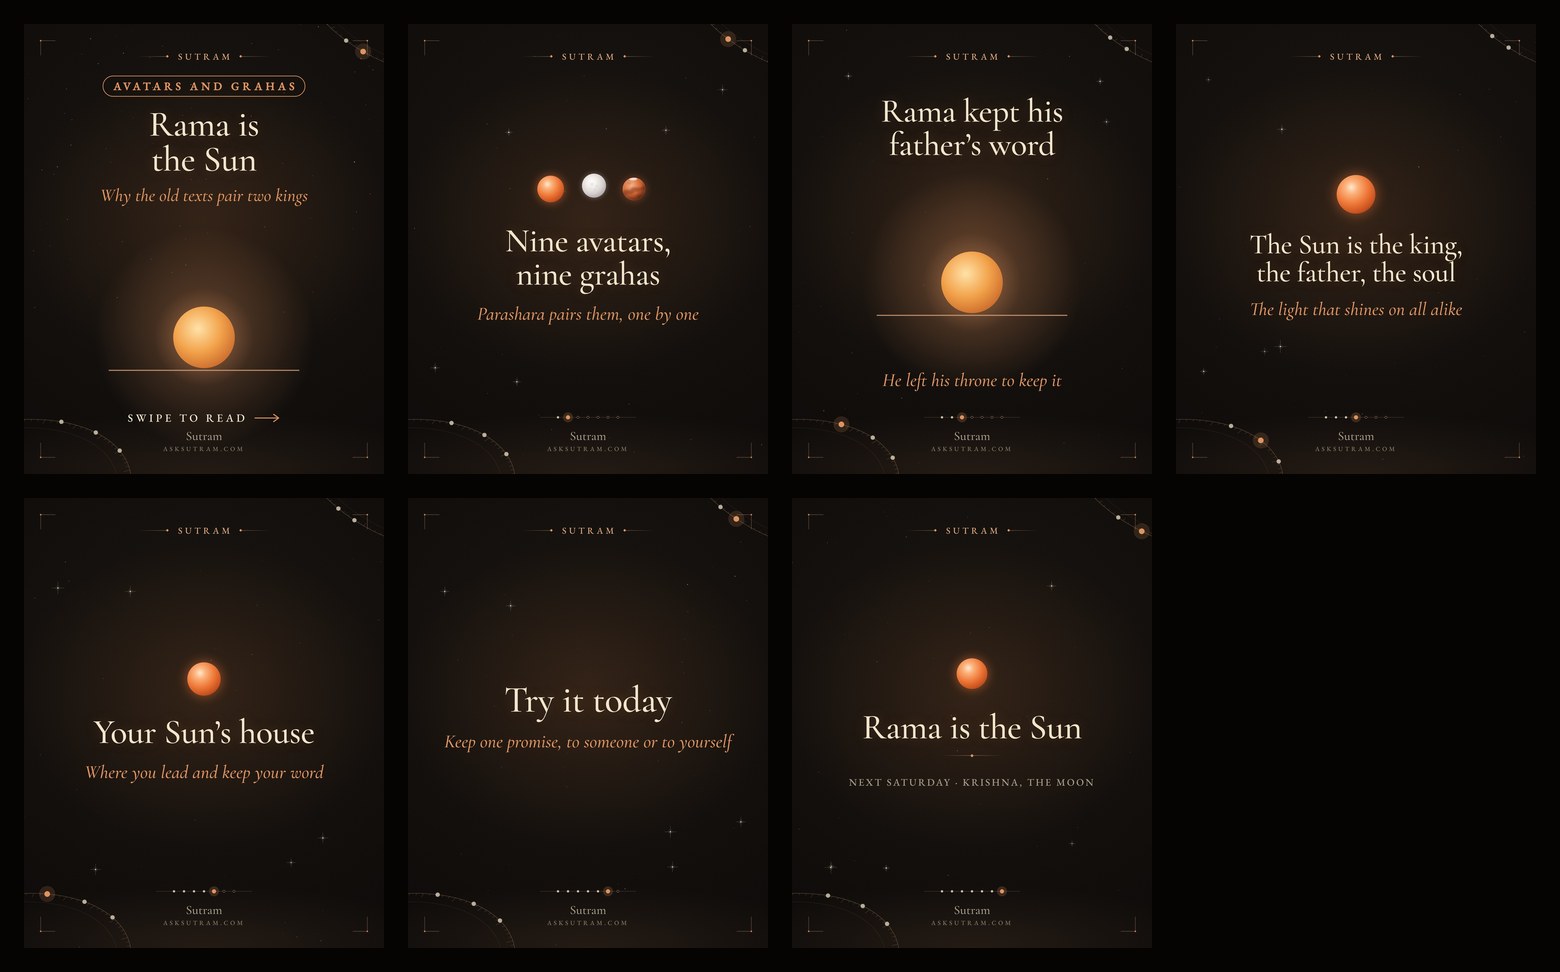 SUTRAM
AVATARS AND GRAHAS
Rama is
the Sun
Why the old texts pair two kings
SWIPE TO READ
Sutram
ASKSUTRAM.COM
SUTRAM
Nine avatars,
nine grahas
Parashara pairs them, one by one
Sutram
ASKSUTRAM.COM
SUTRAM
Rama kept his
father’s word
He left his throne to keep it
Sutram
ASKSUTRAM.COM
SUTRAM
The Sun is the king,
the father, the soul
The light that shines on all alike
Sutram
ASKSUTRAM.COM
SUTRAM
Your Sun’s house
Where you lead and keep your word
Sutram
ASKSUTRAM.COM
SUTRAM
Try it today
Keep one promise, to someone or to yourself
Sutram
ASKSUTRAM.COM
SUTRAM
Rama is the Sun
NEXT SATURDAY · KRISHNA, THE MOON
Sutram
ASKSUTRAM.COM